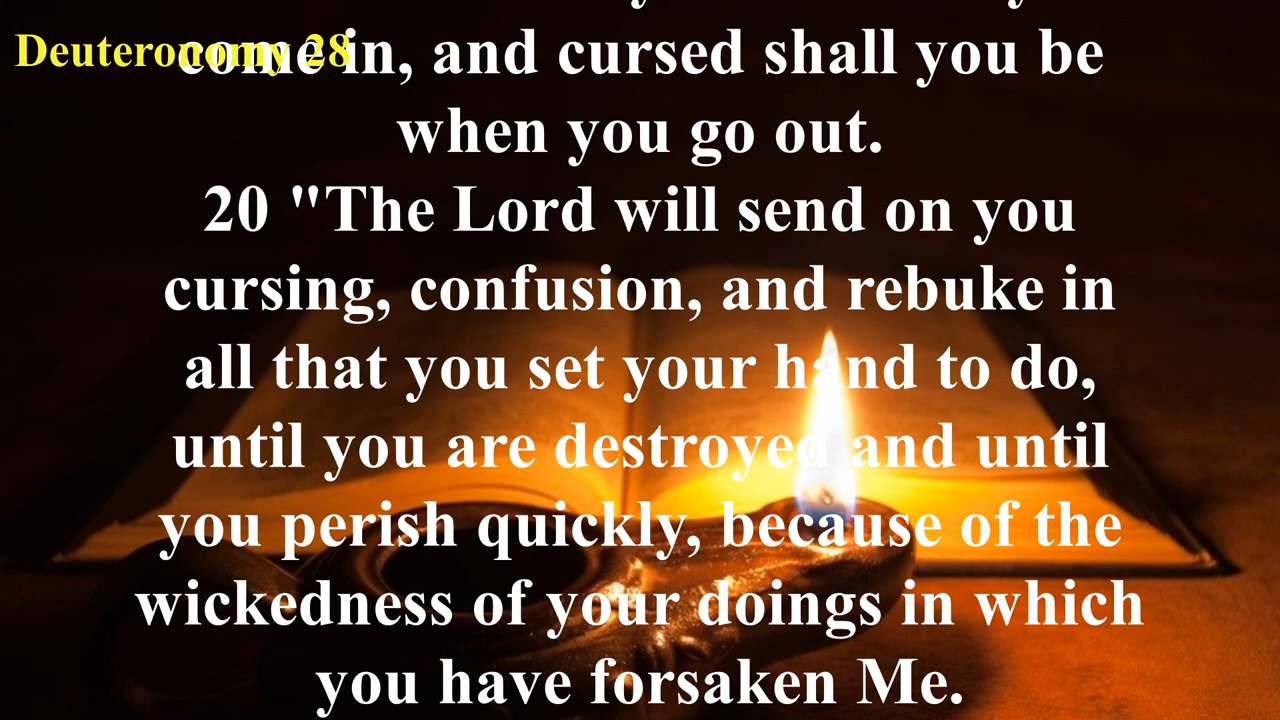 Deuteronomy 28
come in, and cursed shall you be
when you go out.
20 "The Lord will send on you
cursing, confusion, and rebuke in
all that you set your hand to do,
until you are destroyed and until
you perish quickly, because of the
wickedness of your doings in which
you have forsaken Me.